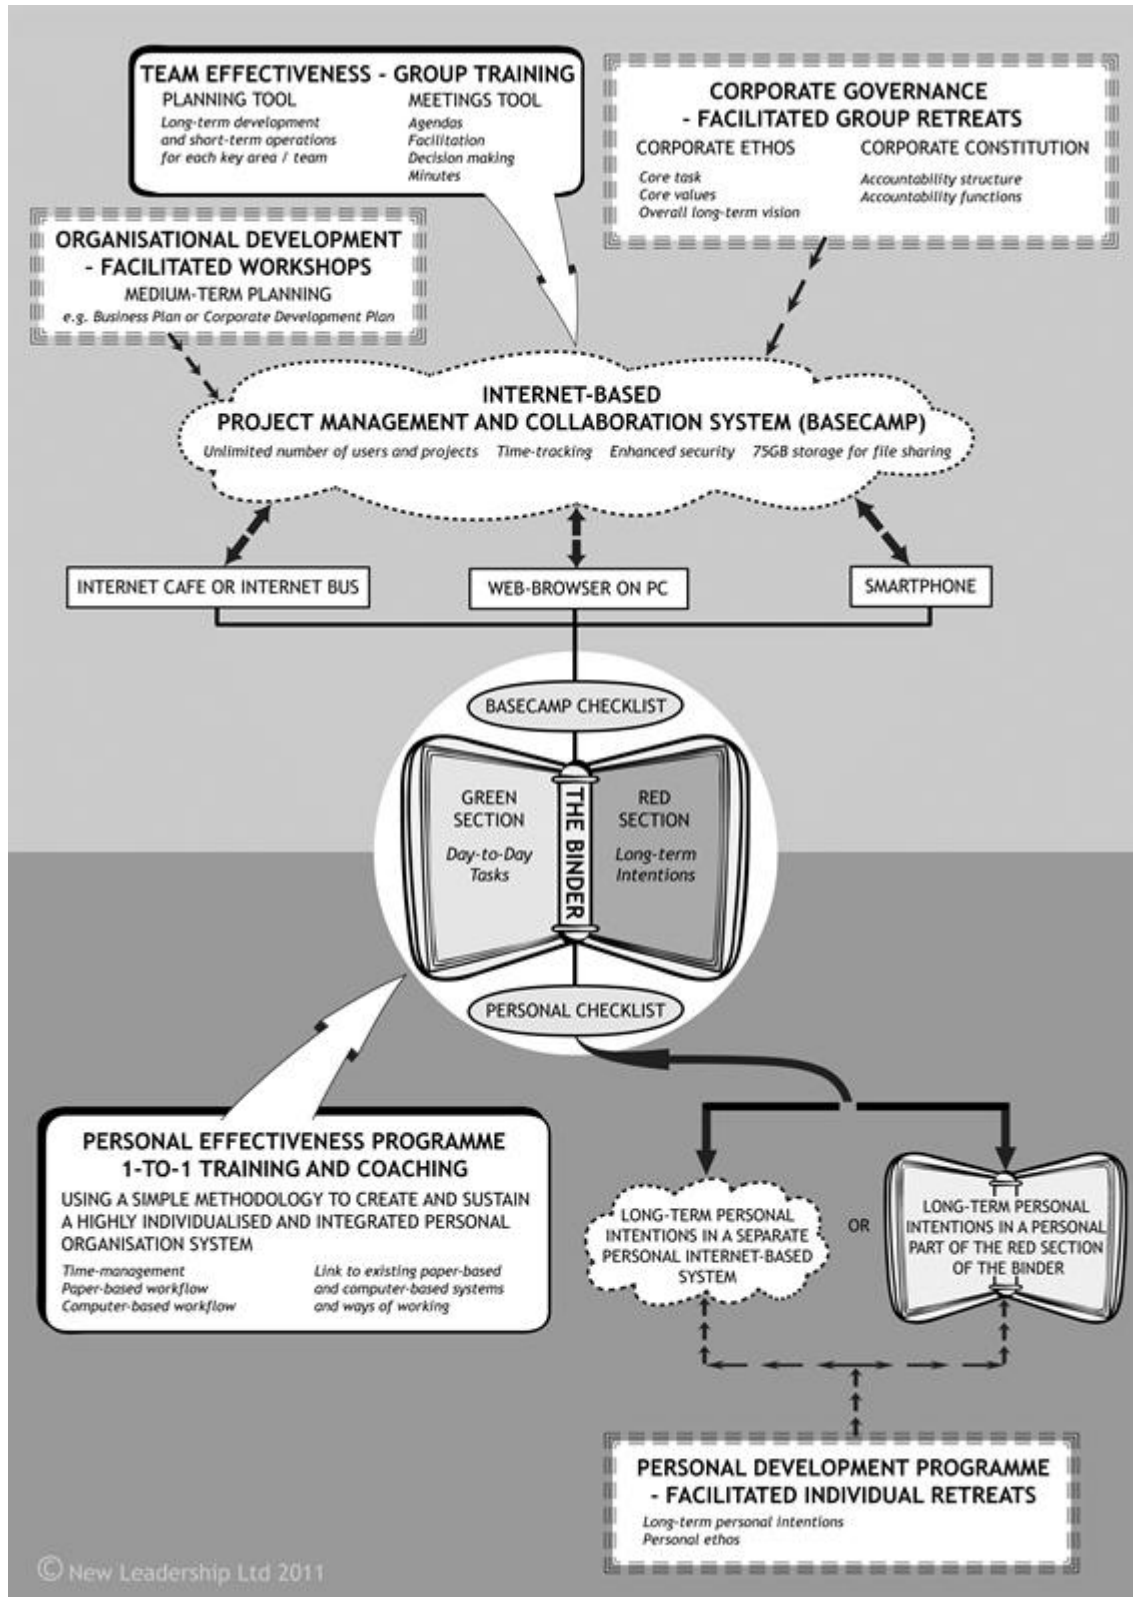 TEAM EFFECTIVENESS - GROUP TRAINING
PLANNING TOOL
Long-term development
and short-term operations
for each key area / team
MEETINGS TOOL
Agendas
Facilitation
Decision making
Minutes
CORPORATE GOVERNANCE
- FACILITATED GROUP RETREATS
CORPORATE ETHOS
Core task
Core values
Overall long-term vision
CORPORATE CONSTITUTION
Accountability structure
Accountability functions
ORGANISATIONAL DEVELOPMENT
- FACILITATED WORKSHOPS
MEDIUM-TERM PLANNING
e.g. Business Plan or Corporate Development Plan
INTERNET-BASED
PROJECT MANAGEMENT AND COLLABORATION SYSTEM (BASECAMP)
Unlimited number of users and projects Time-tracking Enhanced security 75GB storage for file sharing
INTERNET CAFE OR INTERNET BUS
WEB-BROWSER ON PC
SMARTPHONE
BASECAMP CHECKLIST
GREEN
SECTION
Day-to-Day
Tasks
THE BINDER
RED
SECTION
Long-term
Intentions
PERSONAL CHECKLIST
PERSONAL EFFECTIVENESS PROGRAMME
1-TO-1 TRAINING AND COACHING
USING A SIMPLE METHODOLOGY TO CREATE AND SUSTAIN
A HIGHLY INDIVIDUALISED AND INTEGRATED PERSONAL
ORGANISATION SYSTEM
Time-management
Paper-based workflow
Computer-based workflow
Link to existing paper-based
and computer-based systems
and ways of working
LONG-TERM PERSONAL
INTENTIONS IN A SEPARATE
PERSONAL INTERNET-BASED
SYSTEM
OR
LONG-TERM PERSONAL
INTENTIONS IN A PERSONAL
PART OF THE RED SECTION
OF THE BINDER
PERSONAL DEVELOPMENT PROGRAMME
- FACILITATED INDIVIDUAL RETREATS
Long-term personal intentions
Personal ethos
© New Leadership Ltd 2011